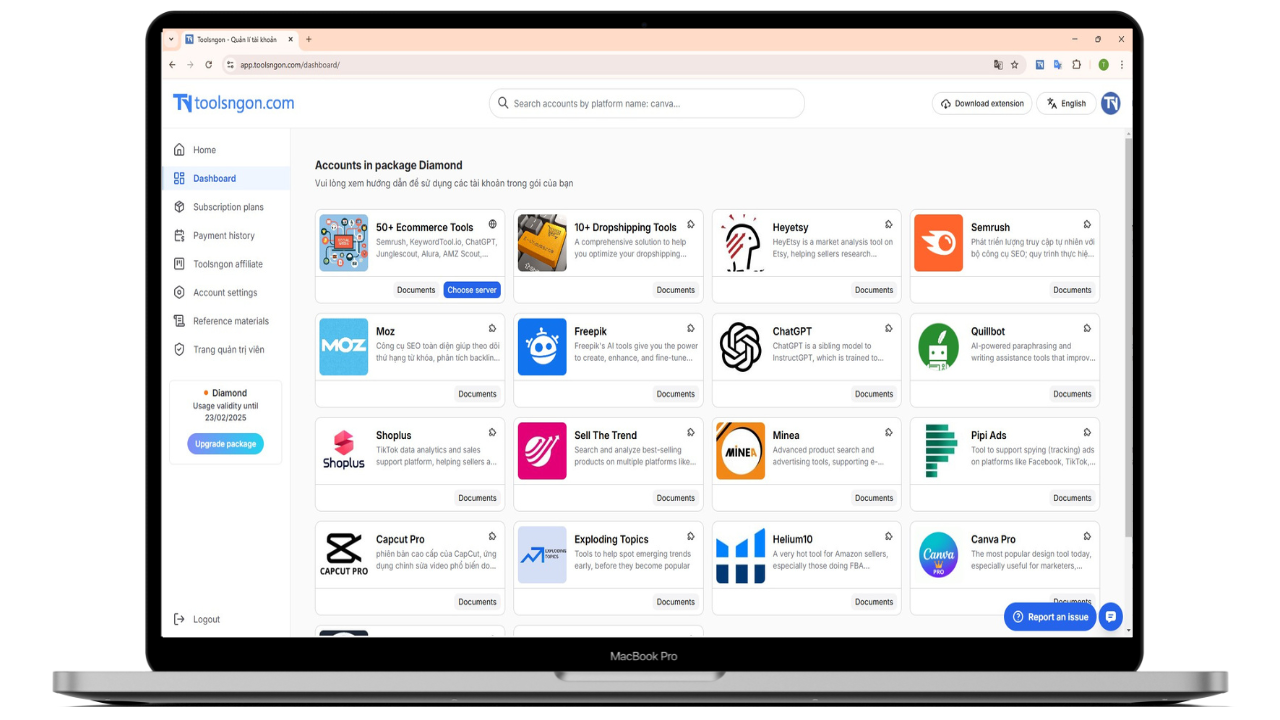 Toolsngon - Quản lí tài khoản
app.toolsngon.com/dashboard/
TN toolsngon.com
Search accounts by platform name: canva...
Download extension
English
Home
Dashboard
Subscription plans
Payment history
Toolsngon affiliate
Account settings
Reference materials
Trang quản trị viên
Diamond
Usage validity until
23/02/2025
Upgrade package
Logout
Accounts in package Diamond
Vui lòng xem hướng dẫn để sử dụng các tài khoản trong gói của bạn
50+ Ecommerce Tools
Semrush, KeywordTool.io, ChatGPT,
Junglescout, Alura, AMZ Scout,...
Documents
Choose server
10+ Dropshipping Tools
A comprehensive solution to help
you optimize your dropshipping...
Documents
Heyetsy
HeyEtsy is a market analysis tool on
Etsy, helping sellers research...
Documents
Semrush
Phát triển lượng truy cập tự nhiên với
bộ công cụ SEO; quy trình thực hiệ...
Documents
MOZ
Moz
Công cụ SEO toàn diện giúp theo dõi
thứ hạng từ khóa, phân tích backlin...
Documents
Freepik
Freepik's AI tools give you the power
to create, enhance, and fine-tune...
Documents
ChatGPT
ChatGPT is a sibling model to
InstructGPT, which is trained to...
Documents
Quillbot
AI-powered paraphrasing and
writing assistance tools that improv...
Documents
Shoplus
Shoplus
TikTok data analytics and sales
support platform, helping sellers a...
Documents
Sell The Trend
Search and analyze best-selling
products on multiple platforms like...
Documents
MINEA
Minea
Advanced product search and
advertising tools, supporting e-...
Documents
Pipi Ads
Tool to support spying (tracking) ads
on platforms like Facebook, TikTok,...
Documents
CAPCUT PRO
Capcut Pro
phiên bản cao cấp của CapCut, ứng
dụng chỉnh sửa video phổ biến do...
Documents
EXPLODING
TOPICS
Exploding Topics
Tools to help spot emerging trends
early, before they become popular
Documents
Helium10
A very hot tool for Amazon sellers,
especially those doing FBA...
Documents
Canva
PRO
Canva Pro
The most popular design tool today,
especially useful for marketers,...
Documents
Report an issue
MacBook Pro